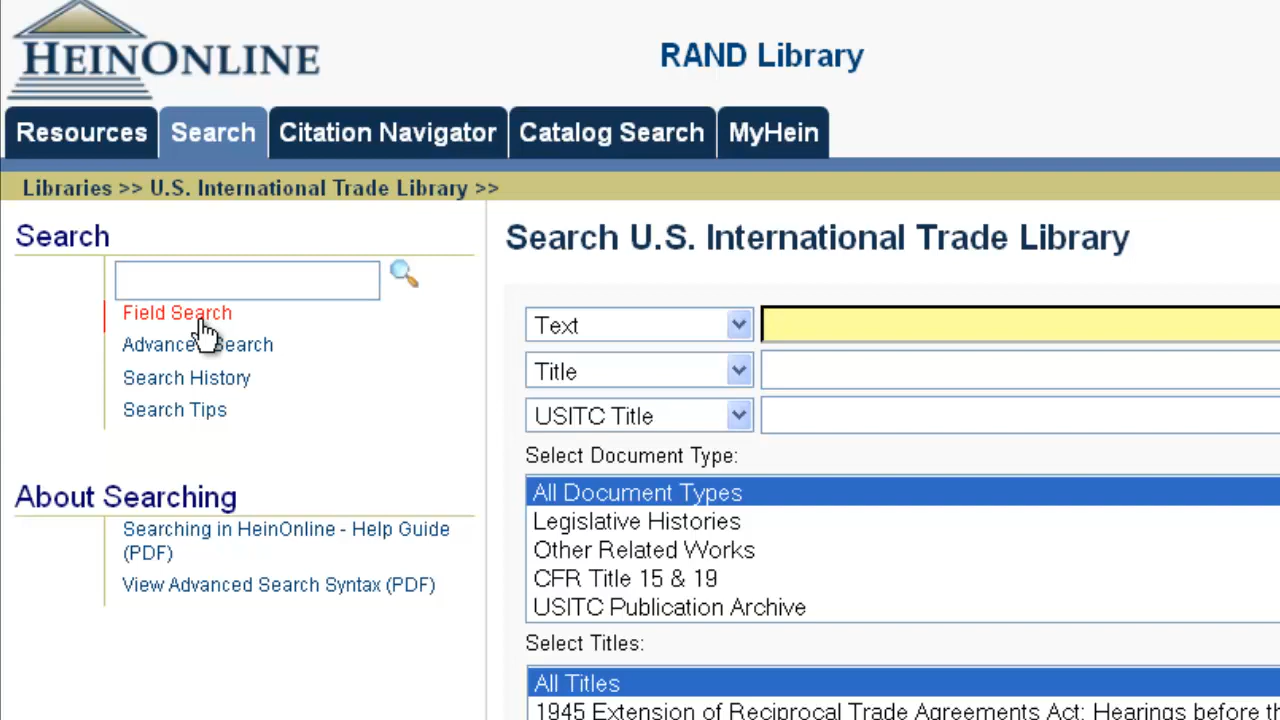 HEINONLINE
RAND Library
Resources Search Citation Navigator Catalog Search MyHein
Libraries >> U.S. International Trade Library >>
Search
Field Search
Advanced Search
Search History
Search Tips
About Searching
Searching in HeinOnline - Help Guide
(PDF)
View Advanced Search Syntax (PDF)
Search U.S. International Trade Library
Text
Title
USITC Title
Select Document Type:
All Document Types
Legislative Histories
Other Related Works
CFR Title 15 & 19
USITC Publication Archive
Select Titles:
All Titles
1945 Extension of Reciprocal Trade Agreements Act: Hearings before